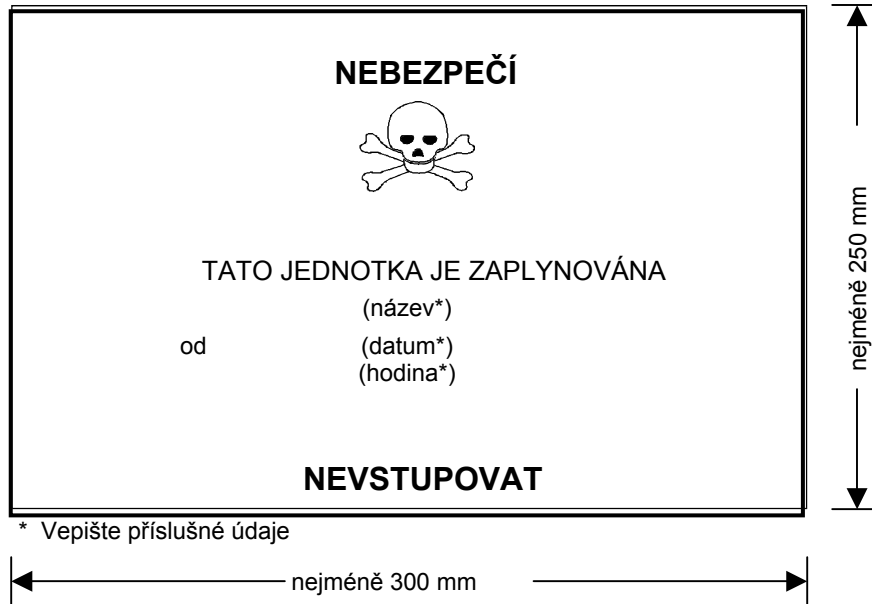 NEBEZPEČÍ
TATO JEDNOTKA JE ZAPLYNOVÁNA
(název*)
od (datum*)
(hodina*)
NEVSTUPOVAT
* Vepište příslušné údaje
nejméně 300 mm
nejméně 250 mm